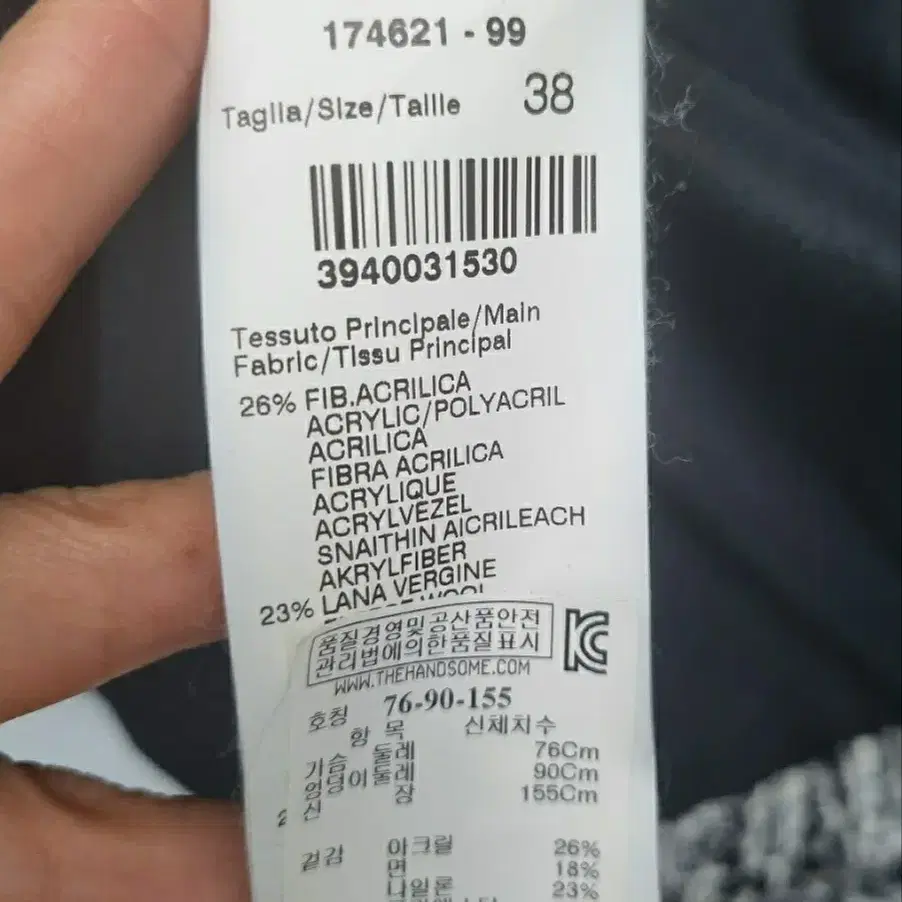 174621 - 99
Taglia/Size/Taille 38
3940031530
Tessuto Principale/Main
Fabric/Tissu Principal
26% FIB.ACRILICA
ACRYLIC/POLYACRIL
ACRILICA
FIBRA ACRILICA
ACRYLIQUE
ACRYLVEZEL
SNAITHIN AICRILEACH
AKRYLFIBER
23% LANA VERGINE
WOOL
품질경영및공산품안전
관리법에의한품질표시
WWW.THEHANDSOME.COM
호칭 76-90-155
항 목 신체치수
가슴둘레 76Cm
엉덩이둘레 90Cm
신 장 155Cm
겉감 아크릴 26%
면 18%
나일론 23%